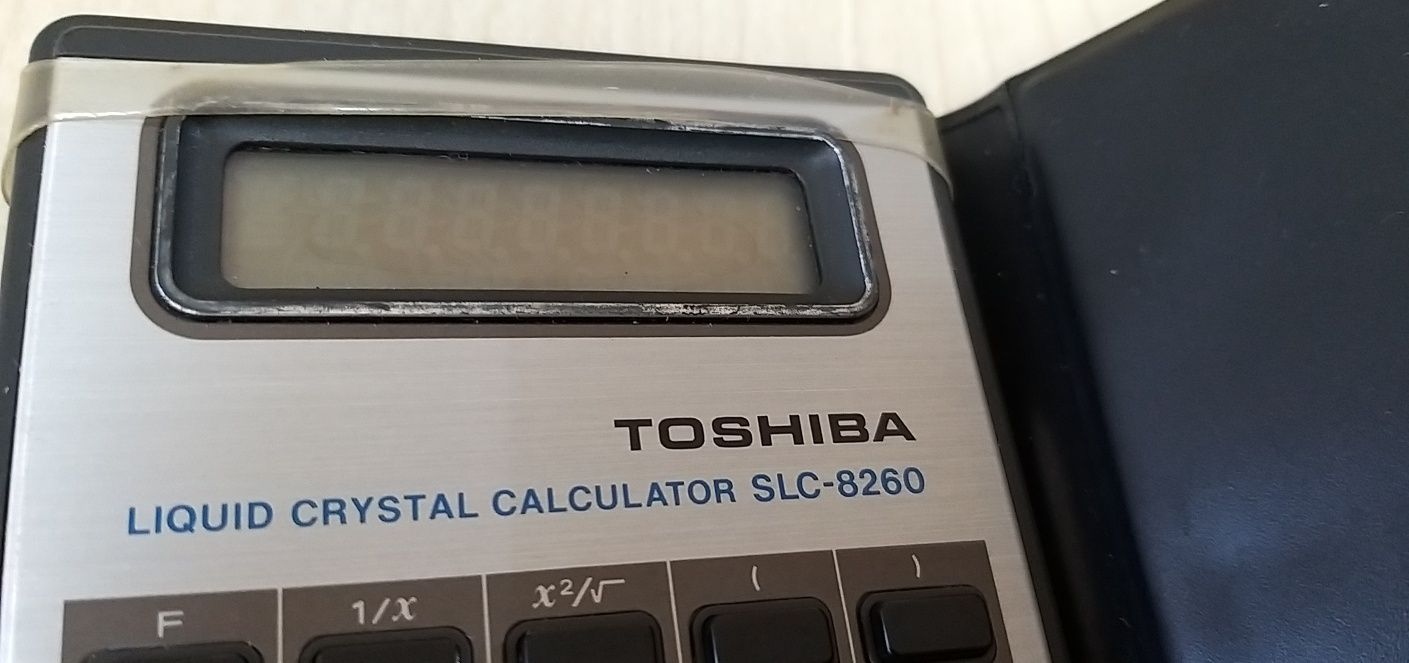 TOSHIBA
LIQUID CRYSTAL CALCULATOR SLC-8260
F 1/x x²/√ ( )